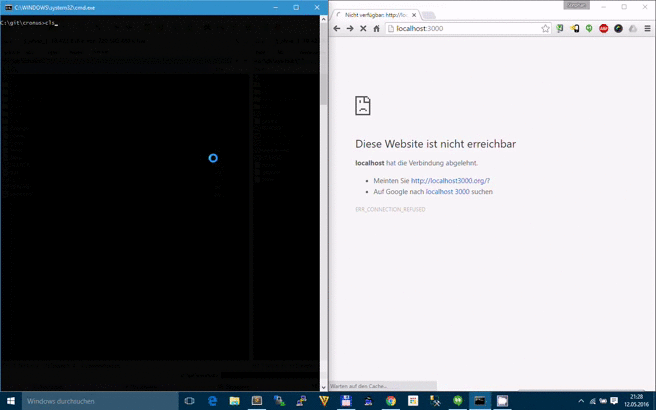 C:\WINDOWS\system32\cmd.exe
C:\git\cromus>cls_
Nicht verfügbar: http://loc
localhost:3000
Diese Website ist nicht erreichbar
localhost hat die Verbindung abgelehnt.
Meinten Sie http://localhost3000.org/?
Auf Google nach localhost 3000 suchen
ERR_CONNECTION_REFUSED
Warten auf den Cache...
Windows durchsuchen
21:28
12.05.2016